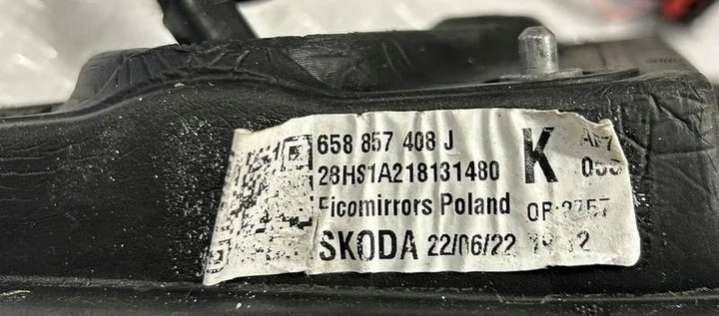 658 857 408 J K
28HS1A218131480
Ficomirrors Poland
SKODA 22/06/22